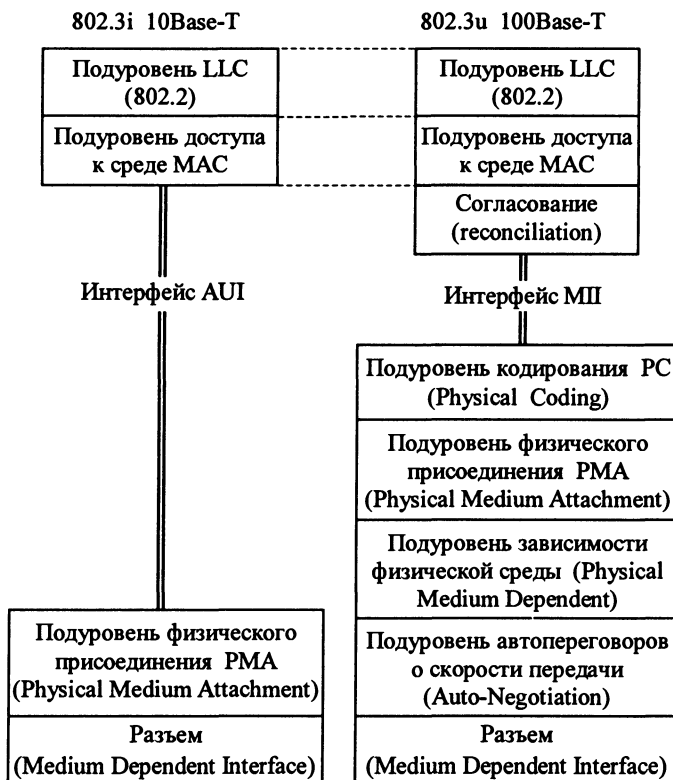 802.3i 10Base-T
Подуровень LLC
(802.2)
Подуровень доступа
к среде MAC
Интерфейс AUI
Подуровень физического
присоединения PMA
(Physical Medium Attachment)
Разъем
(Medium Dependent Interface)
802.3u 100Base-T
Подуровень LLC
(802.2)
Подуровень доступа
к среде MAC
Согласование
(reconciliation)
Интерфейс MII
Подуровень кодирования PC
(Physical Coding)
Подуровень физического
присоединения PMA
(Physical Medium Attachment)
Подуровень зависимости
физической среды (Physical
Medium Dependent)
Подуровень автопереговоров
о скорости передачи
(Auto-Negotiation)
Разъем
(Medium Dependent Interface)